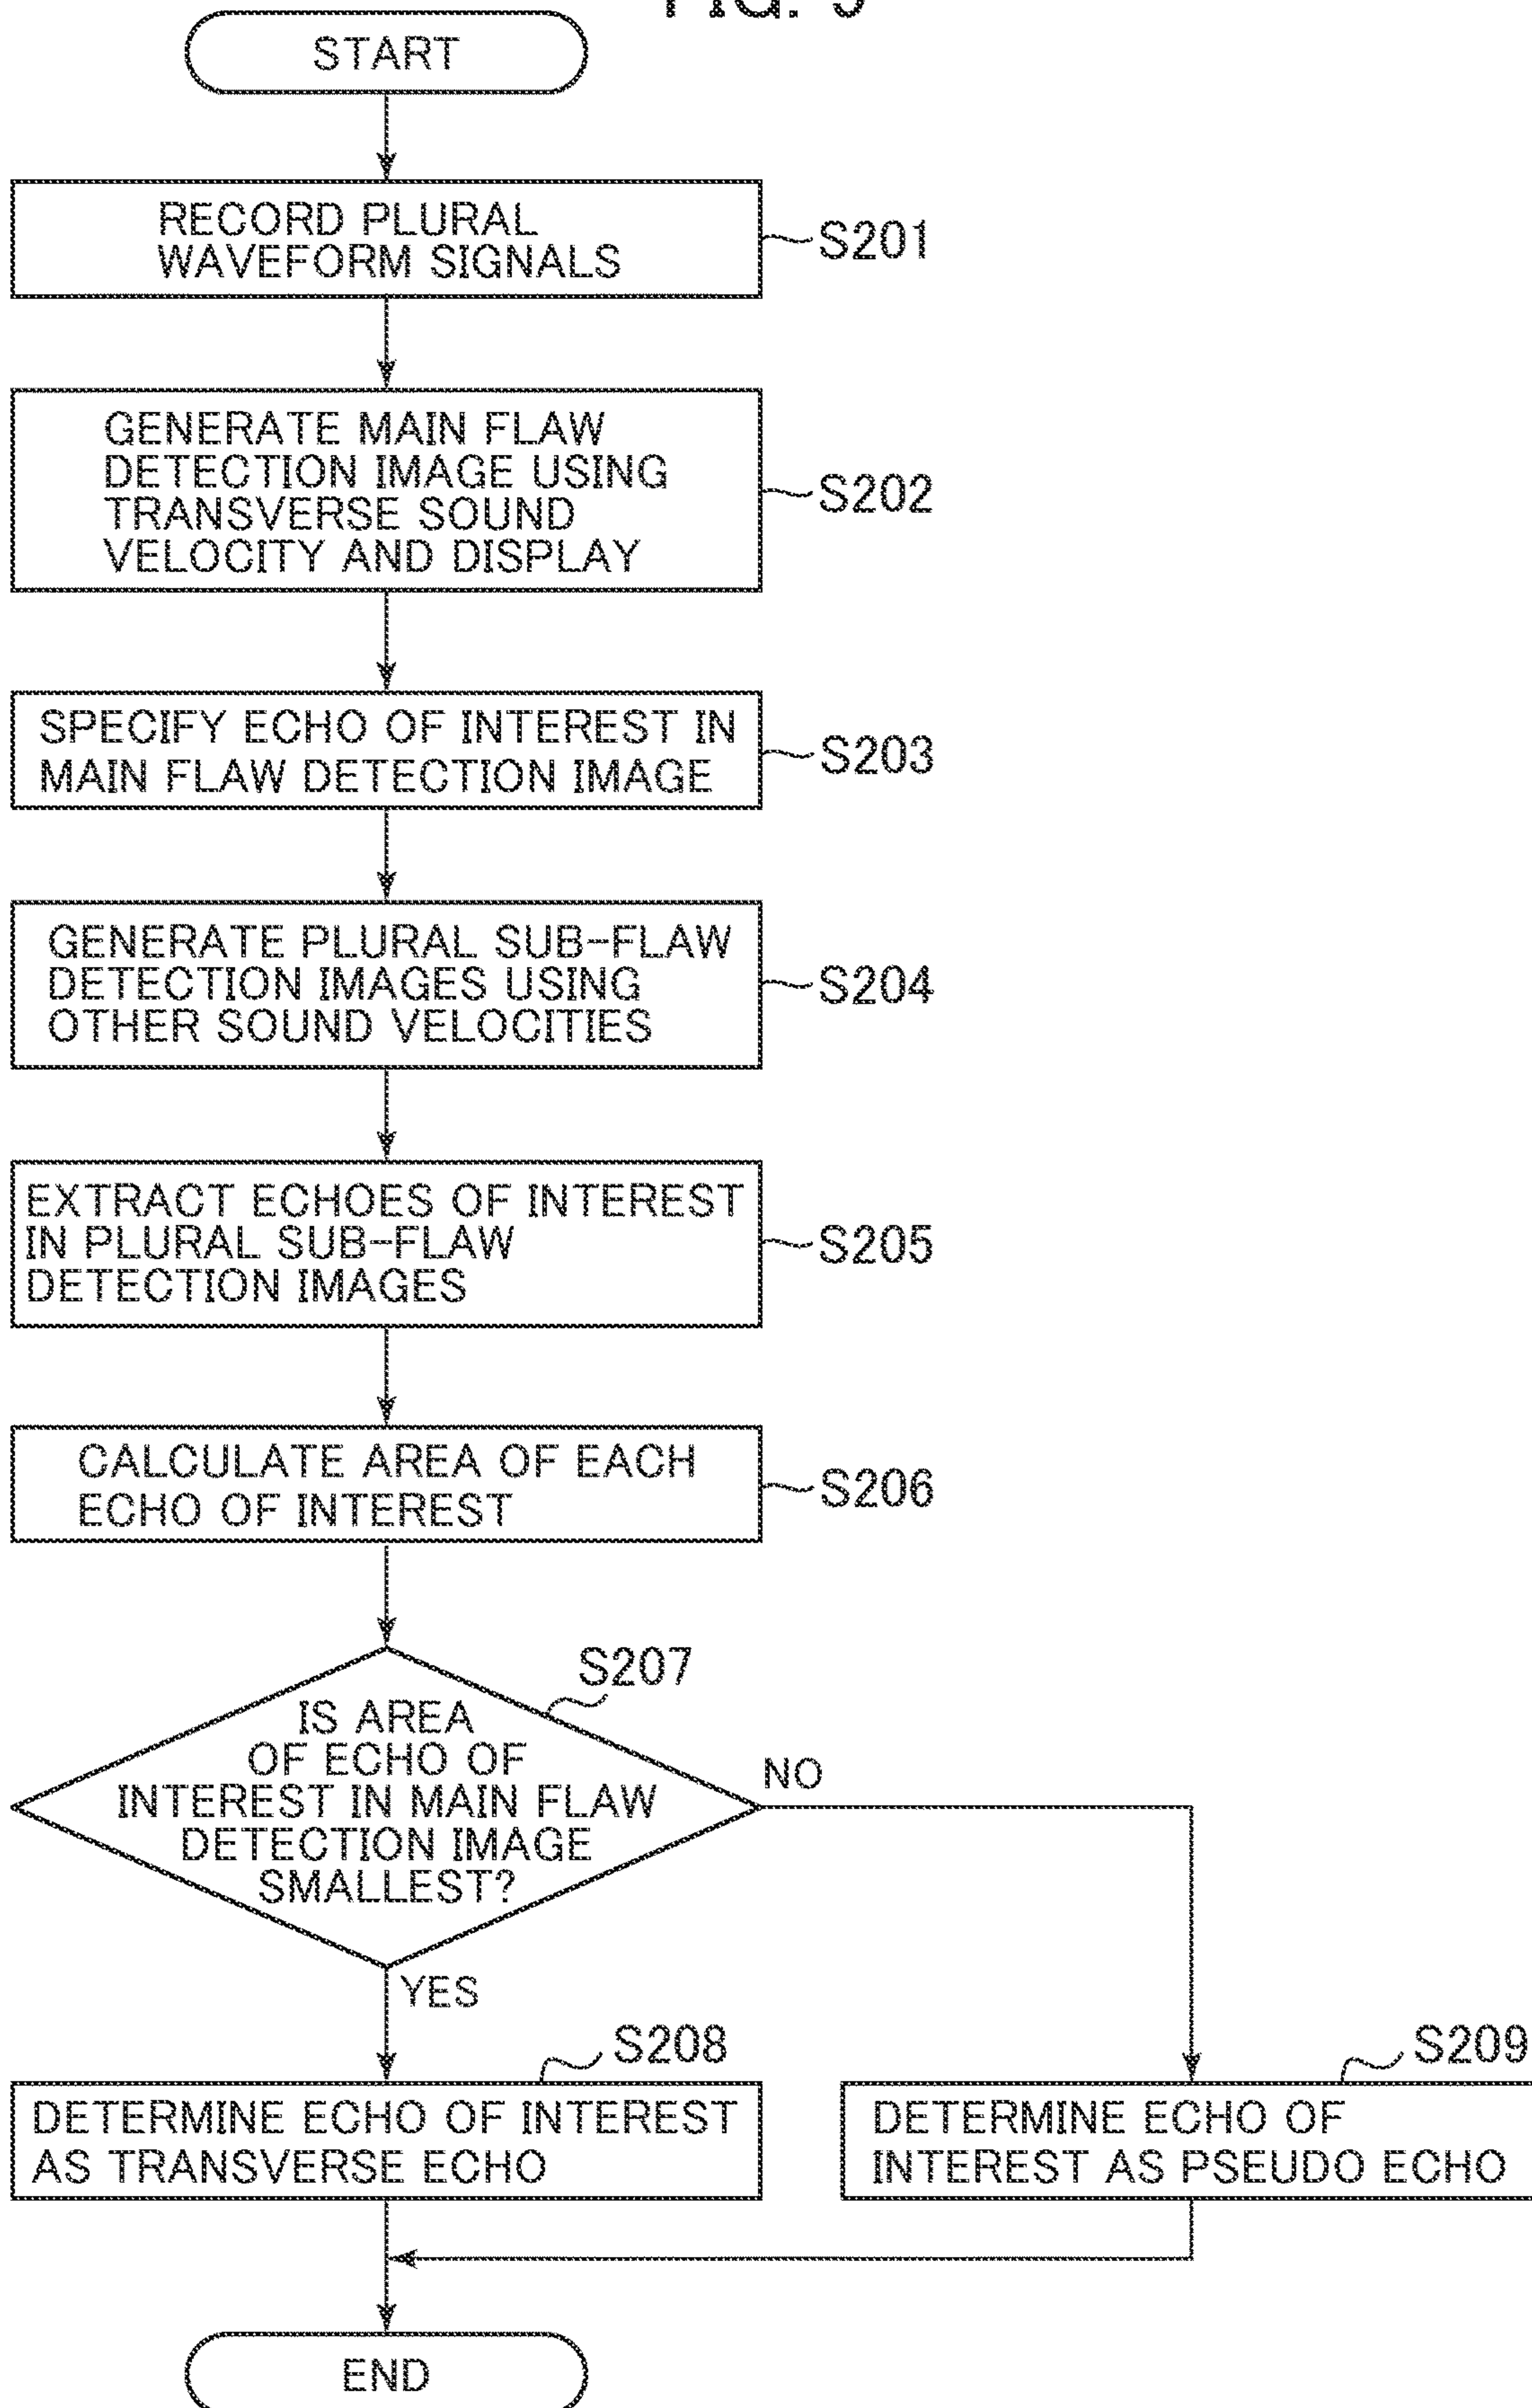 START
RECORD PLURAL
WAVEFORM SIGNALS
S201
GENERATE MAIN FLAW
DETECTION IMAGE USING
TRANSVERSE SOUND
VELOCITY AND DISPLAY
S202
SPECIFY ECHO OF INTEREST IN
MAIN FLAW DETECTION IMAGE
S203
GENERATE PLURAL SUB-FLAW
DETECTION IMAGES USING
OTHER SOUND VELOCITIES
S204
EXTRACT ECHOES OF INTEREST
IN PLURAL SUB-FLAW
DETECTION IMAGES
S205
CALCULATE AREA OF EACH
ECHO OF INTEREST
S206
S207
IS AREA
OF ECHO OF
INTEREST IN MAIN FLAW
DETECTION IMAGE
SMALLEST?
NO
YES
S208
DETERMINE ECHO OF INTEREST
AS TRANSVERSE ECHO
S209
DETERMINE ECHO OF
INTEREST AS PSEUDO ECHO
END